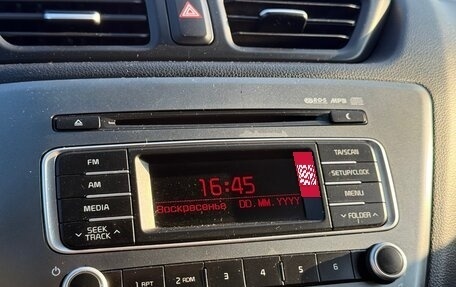 RDS MP3
FM
AM
MEDIA
SEEK
TRACK
16:45
Воскресенье DD.MM.YYYY
TA/SCAN
SETUP/CLOCK
MENU
FOLDER
1 RPT
2 RDM
3
4
5
6